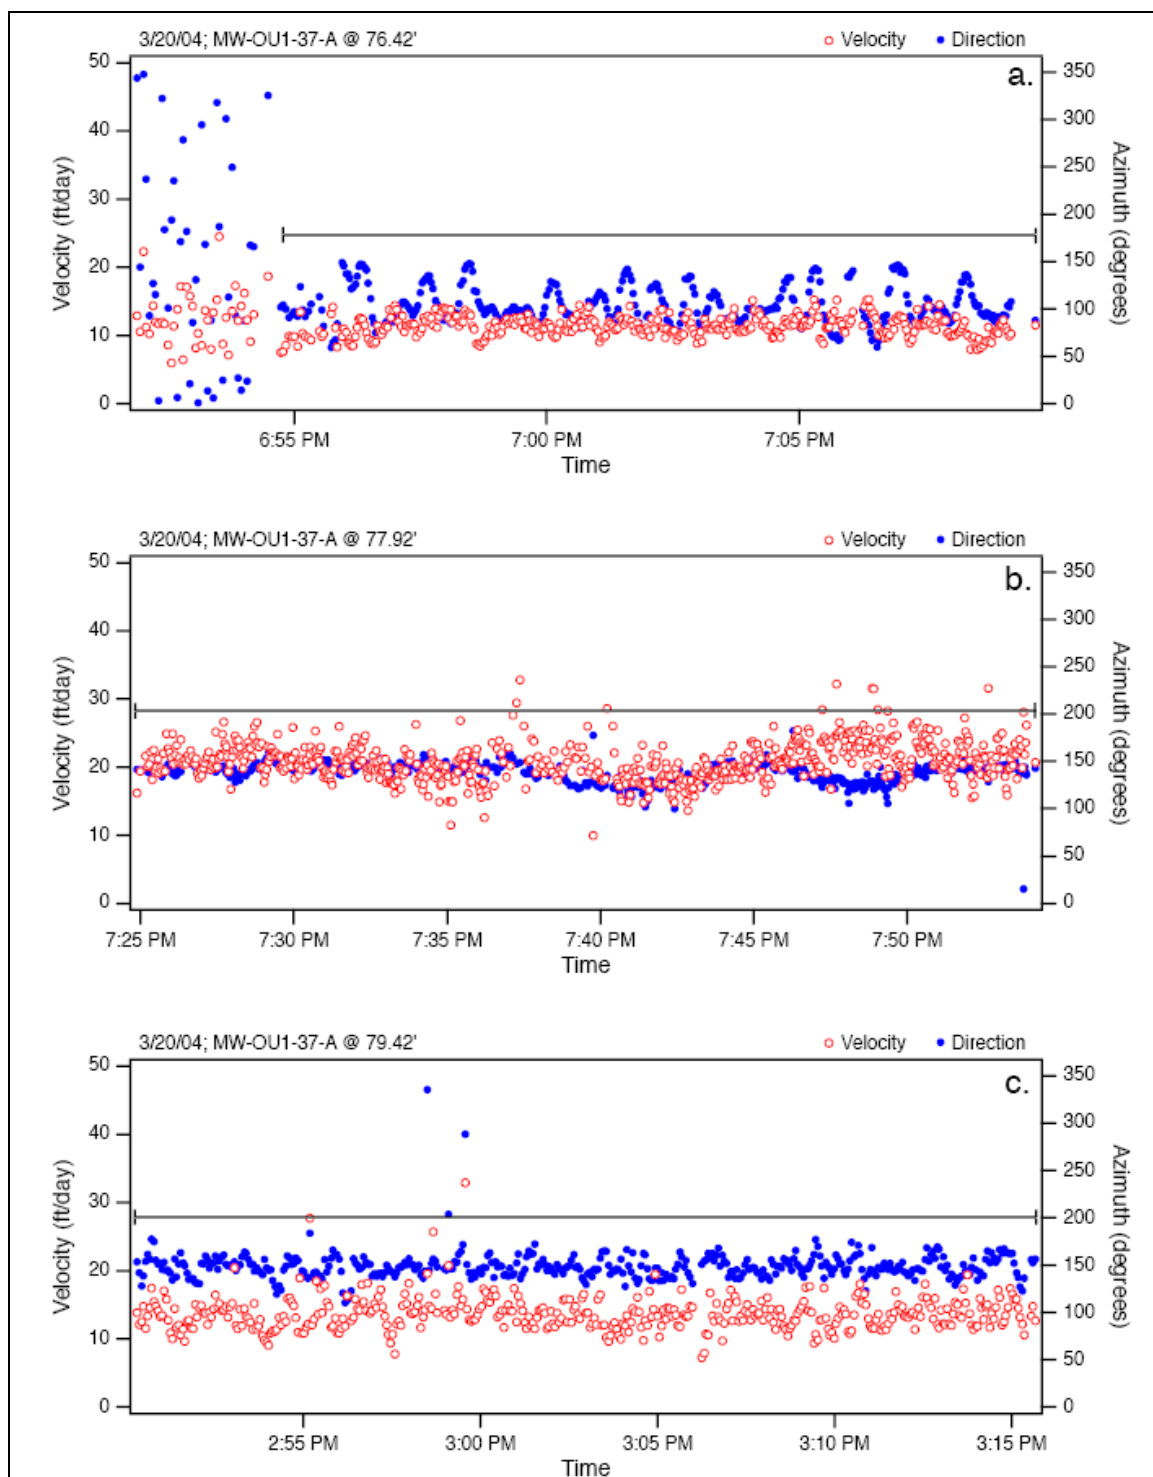 3/20/04; MW-OU1-37-A @ 76.42' Velocity Direction
a.
50
40
30
20
10
0
Velocity (ft/day)
350
300
250
200
150
100
50
0
Azimuth (degrees)
6:55 PM 7:00 PM 7:05 PM
Time
3/20/04; MW-OU1-37-A @ 77.92' Velocity Direction
b.
50
40
30
20
10
0
Velocity (ft/day)
350
300
250
200
150
100
50
0
Azimuth (degrees)
7:25 PM 7:30 PM 7:35 PM 7:40 PM 7:45 PM 7:50 PM
Time
3/20/04; MW-OU1-37-A @ 79.42' Velocity Direction
c.
50
40
30
20
10
0
Velocity (ft/day)
350
300
250
200
150
100
50
0
Azimuth (degrees)
2:55 PM 3:00 PM 3:05 PM 3:10 PM 3:15 PM
Time